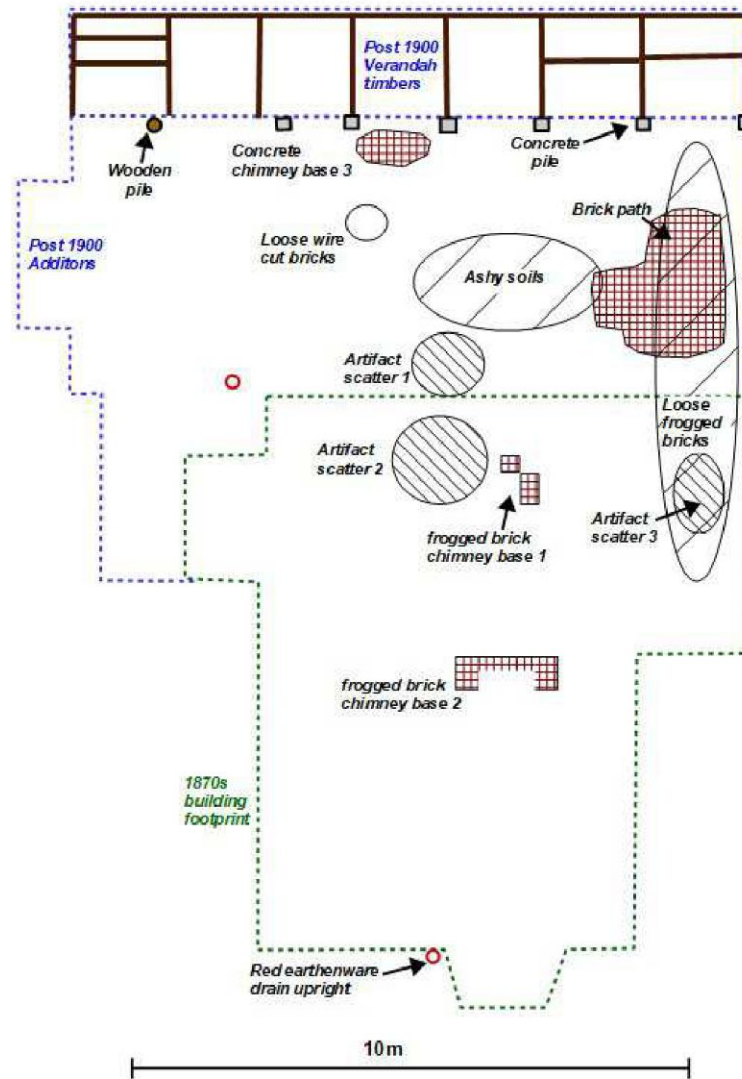 Post 1900
Verandah
timbers
Wooden
pile
Concrete
chimney base 3
Concrete
pile
Brick path
Post 1900
Additons
Loose wire
cut bricks
Ashy soils
Artifact
scatter 1
Loose
frogged
bricks
Artifact
scatter 2
Artifact
scatter 3
frogged brick
chimney base 1
frogged brick
chimney base 2
1870s
building
footprint
Red earthenware
drain upright
10m